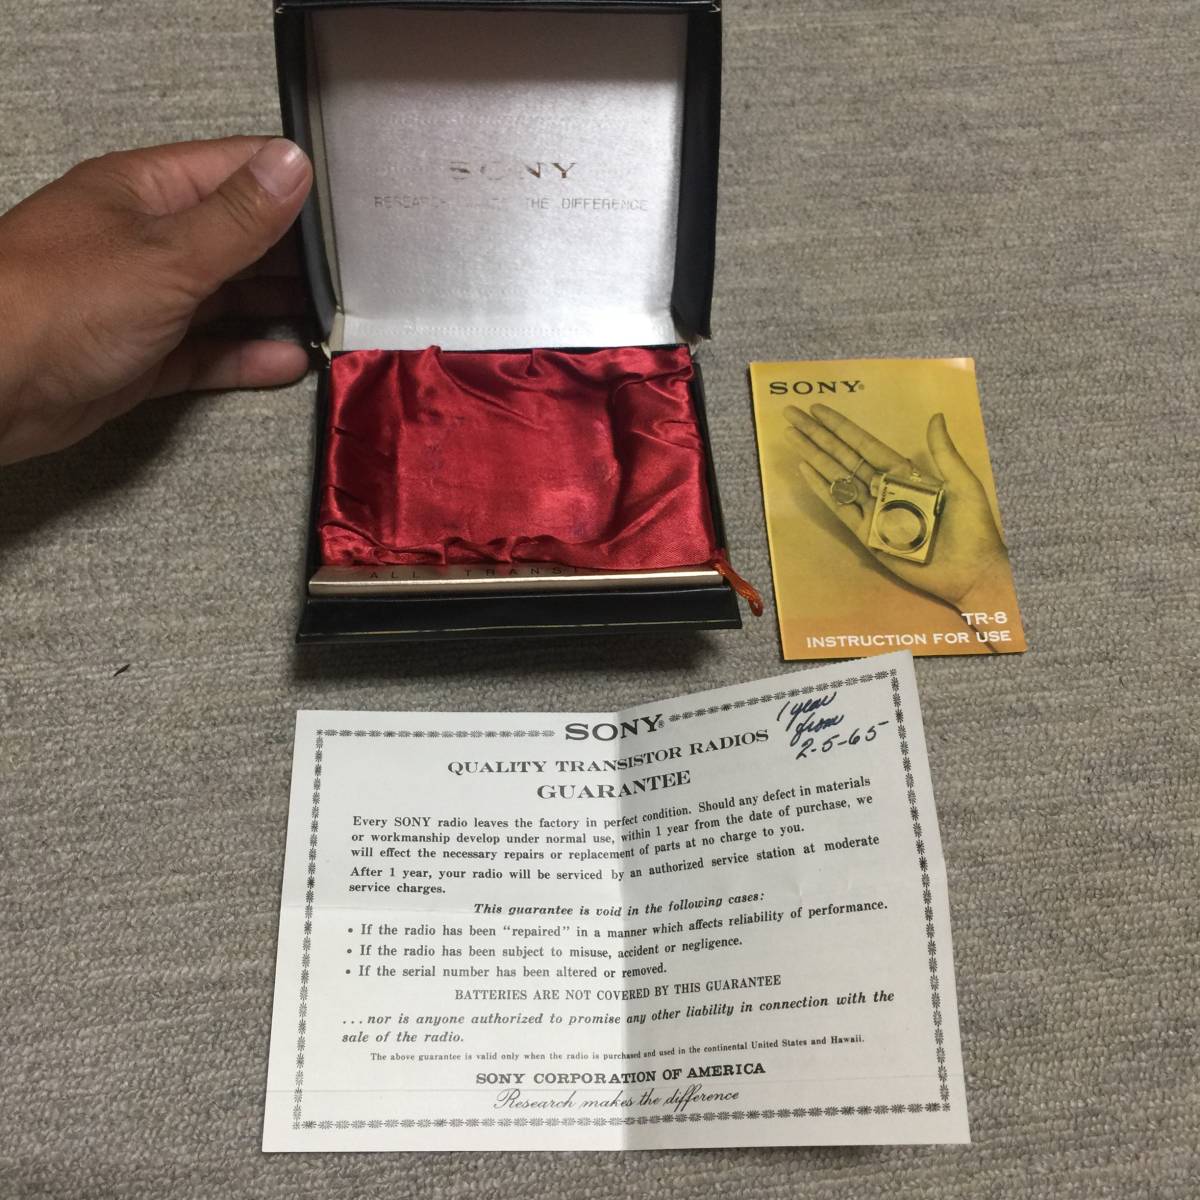 SONY
RESEARCH THE DIFFERENCE
ALL TRANSIS
SONY®
TR-8
INSTRUCTION FOR USE
SONY®
1 year
from
2-5-65
QUALITY TRANSISTOR RADIOS
GUARANTEE
Every SONY radio leaves the factory in perfect condition. Should any defect in materials
or workmanship develop under normal use, within 1 year from the date of purchase, we
will effect the necessary repairs or replacement of parts at no charge to you.
After 1 year, your radio will be serviced by an authorized service station at moderate
service charges.
This guarantee is void in the following cases:
• If the radio has been "repaired" in a manner which affects reliability of performance.
• If the radio has been subject to misuse, accident or negligence.
• If the serial number has been altered or removed.
BATTERIES ARE NOT COVERED BY THIS GUARANTEE
...nor is anyone authorized to promise any other liability in connection with the
sale of the radio.
The above guarantee is valid only when the radio is purchased and used in the continental United States and Hawaii.
SONY CORPORATION OF AMERICA
Research makes the difference